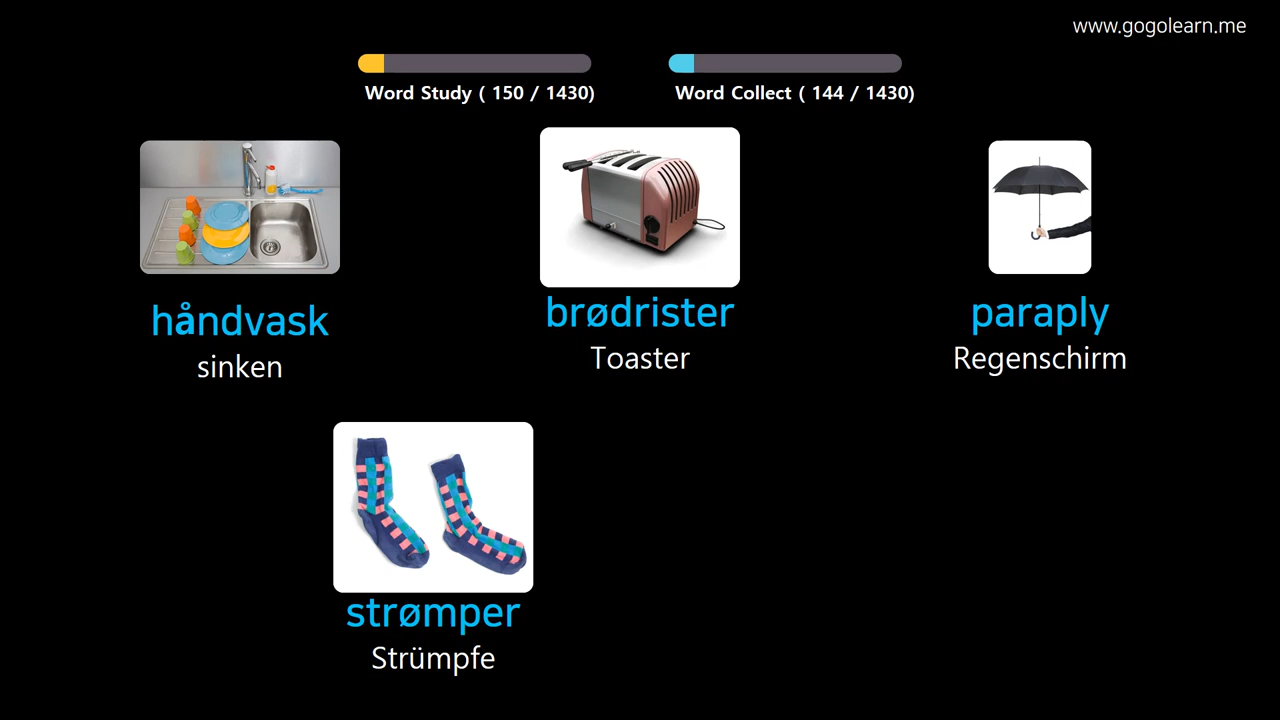 www.gogolearn.me
Word Study ( 150 / 1430)
Word Collect ( 144 / 1430)
håndvask
sinken
brødrister
Toaster
paraply
Regenschirm
strømper
Strümpfe